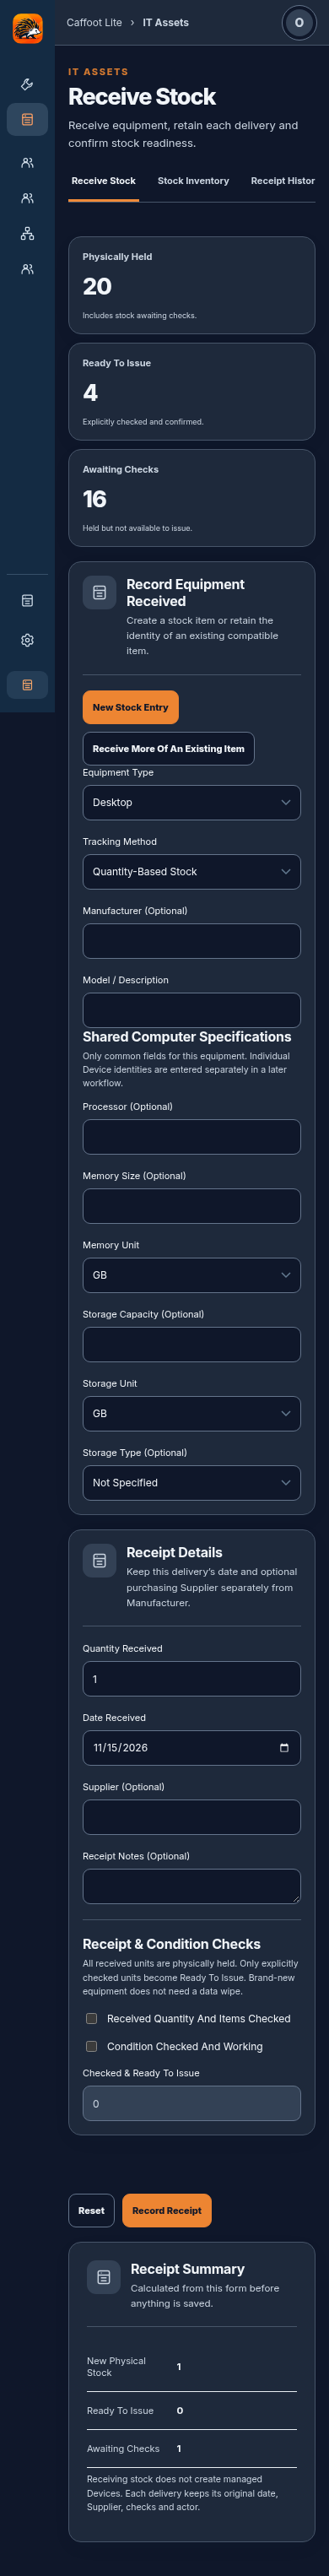 Caffoot Lite › IT Assets
O
IT ASSETS
Receive Stock
Receive equipment, retain each delivery and
confirm stock readiness.
Receive Stock Stock Inventory Receipt Histor
Physically Held
20
Includes stock awaiting checks.
Ready To Issue
4
Explicitly checked and confirmed.
Awaiting Checks
16
Held but not available to issue.
Record Equipment
Received
Create a stock item or retain the
identity of an existing compatible
item.
New Stock Entry
Receive More Of An Existing Item
Equipment Type
Desktop
Tracking Method
Quantity-Based Stock
Manufacturer (Optional)
Model / Description
Shared Computer Specifications
Only common fields for this equipment. Individual
Device identities are entered separately in a later
workflow.
Processor (Optional)
Memory Size (Optional)
Memory Unit
GB
Storage Capacity (Optional)
Storage Unit
GB
Storage Type (Optional)
Not Specified
Receipt Details
Keep this delivery's date and optional
purchasing Supplier separately from
Manufacturer.
Quantity Received
1
Date Received
11/15/2026
Supplier (Optional)
Receipt Notes (Optional)
Receipt & Condition Checks
All received units are physically held. Only explicitly
checked units become Ready To Issue. Brand-new
equipment does not need a data wipe.
Received Quantity And Items Checked
Condition Checked And Working
Checked & Ready To Issue
0
Reset Record Receipt
Receipt Summary
Calculated from this form before
anything is saved.
New Physical
Stock
1
Ready To Issue 0
Awaiting Checks 1
Receiving stock does not create managed
Devices. Each delivery keeps its original date,
Supplier, checks and actor.